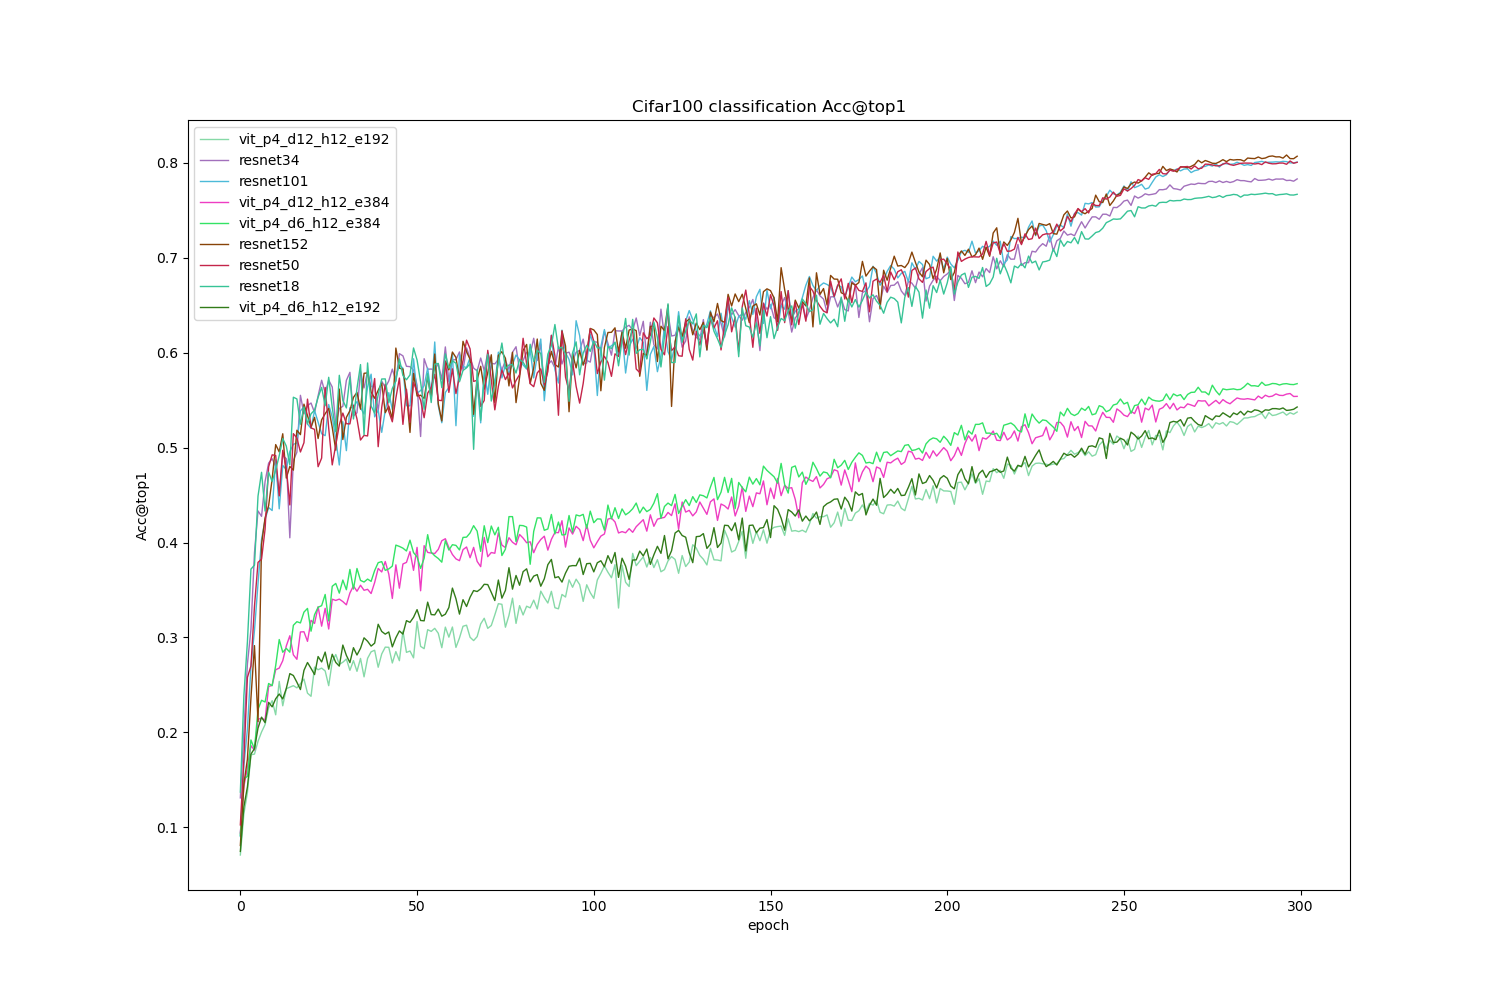 Cifar100 classification Acc@top1
vit_p4_d12_h12_e192
resnet34
resnet101
vit_p4_d12_h12_e384
vit_p4_d6_h12_e384
resnet152
resnet50
resnet18
vit_p4_d6_h12_e192
0.8
0.7
0.6
0.5
0.4
0.3
0.2
0.1
Acc@top1
0 50 100 150 200 250 300
epoch